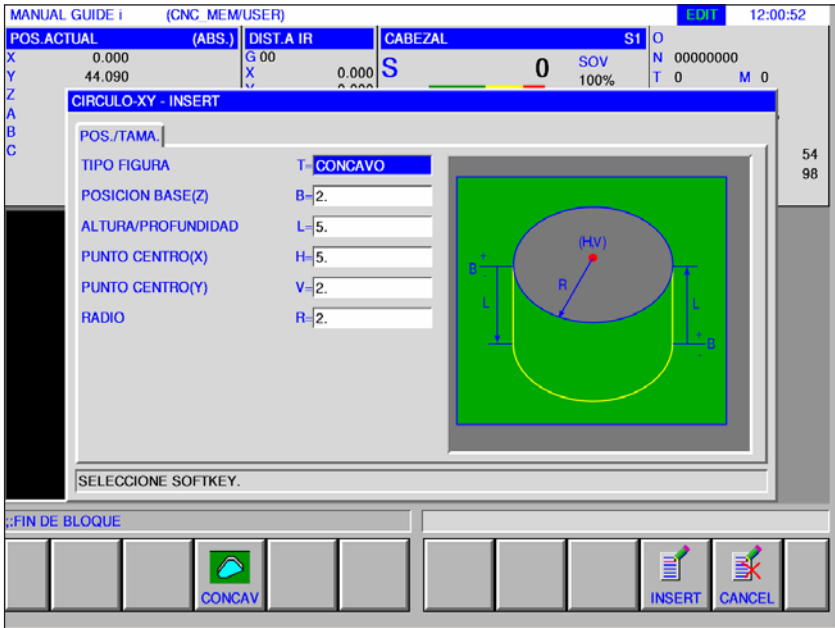 MANUAL GUIDE i (CNC_MEM/USER) EDIT 12:00:52
POS.ACTUAL (ABS.) DIST.A IR CABEZAL S1 O
X 0.000 G 00 S 0 SOV N 00000000
Y 44.090 X 0.000 100% T 0 M 0
Z
A
B
C
54
98
CIRCULO-XY - INSERT
POS./TAMA.
TIPO FIGURA T= CONCAVO
POSICION BASE(Z) B= 2.
ALTURA/PROFUNDIDAD L= 5.
PUNTO CENTRO(X) H= 5.
PUNTO CENTRO(Y) V= 2.
RADIO R= 2.
(H,V)
R
B + -
L
L
+ - B
SELECCIONE SOFTKEY.
;:FIN DE BLOQUE
CONCAV INSERT CANCEL